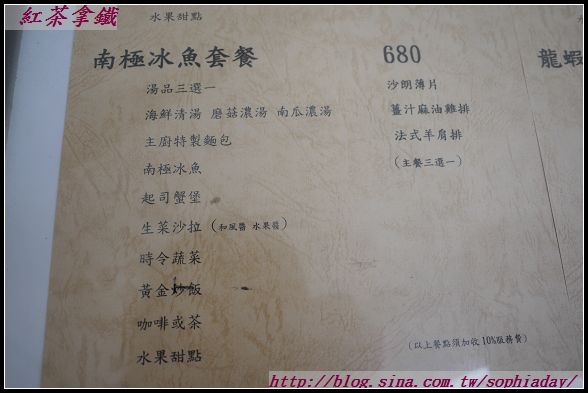 紅茶拿鐵
水果甜點
南極冰魚套餐 680
龍蝦
湯品三選一
海鮮清湯 磨菇濃湯 南瓜濃湯
主廚特製麵包
南極冰魚
起司蟹堡
生菜沙拉（和風醬 水果醬）
時令蔬菜
黃金炒飯
咖啡或茶
水果甜點
沙朗薄片
薑汁麻油雞排
法式羊肩排
（主餐三選一）
(以上餐點須加收10%服務費)
http://blog.sina.com.tw/sophiaday/